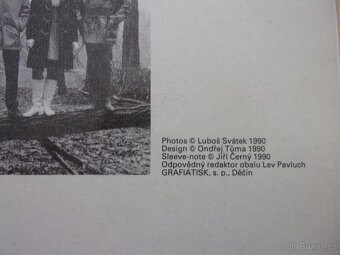 Photos © Luboš Svátek 1990
Design © Ondřej Tůma 1990
Sleeve-note © Jiří Černý 1990
Odpovědný redaktor obalu Lev Pavluch
GRAFIATISK, s. p., Děčín